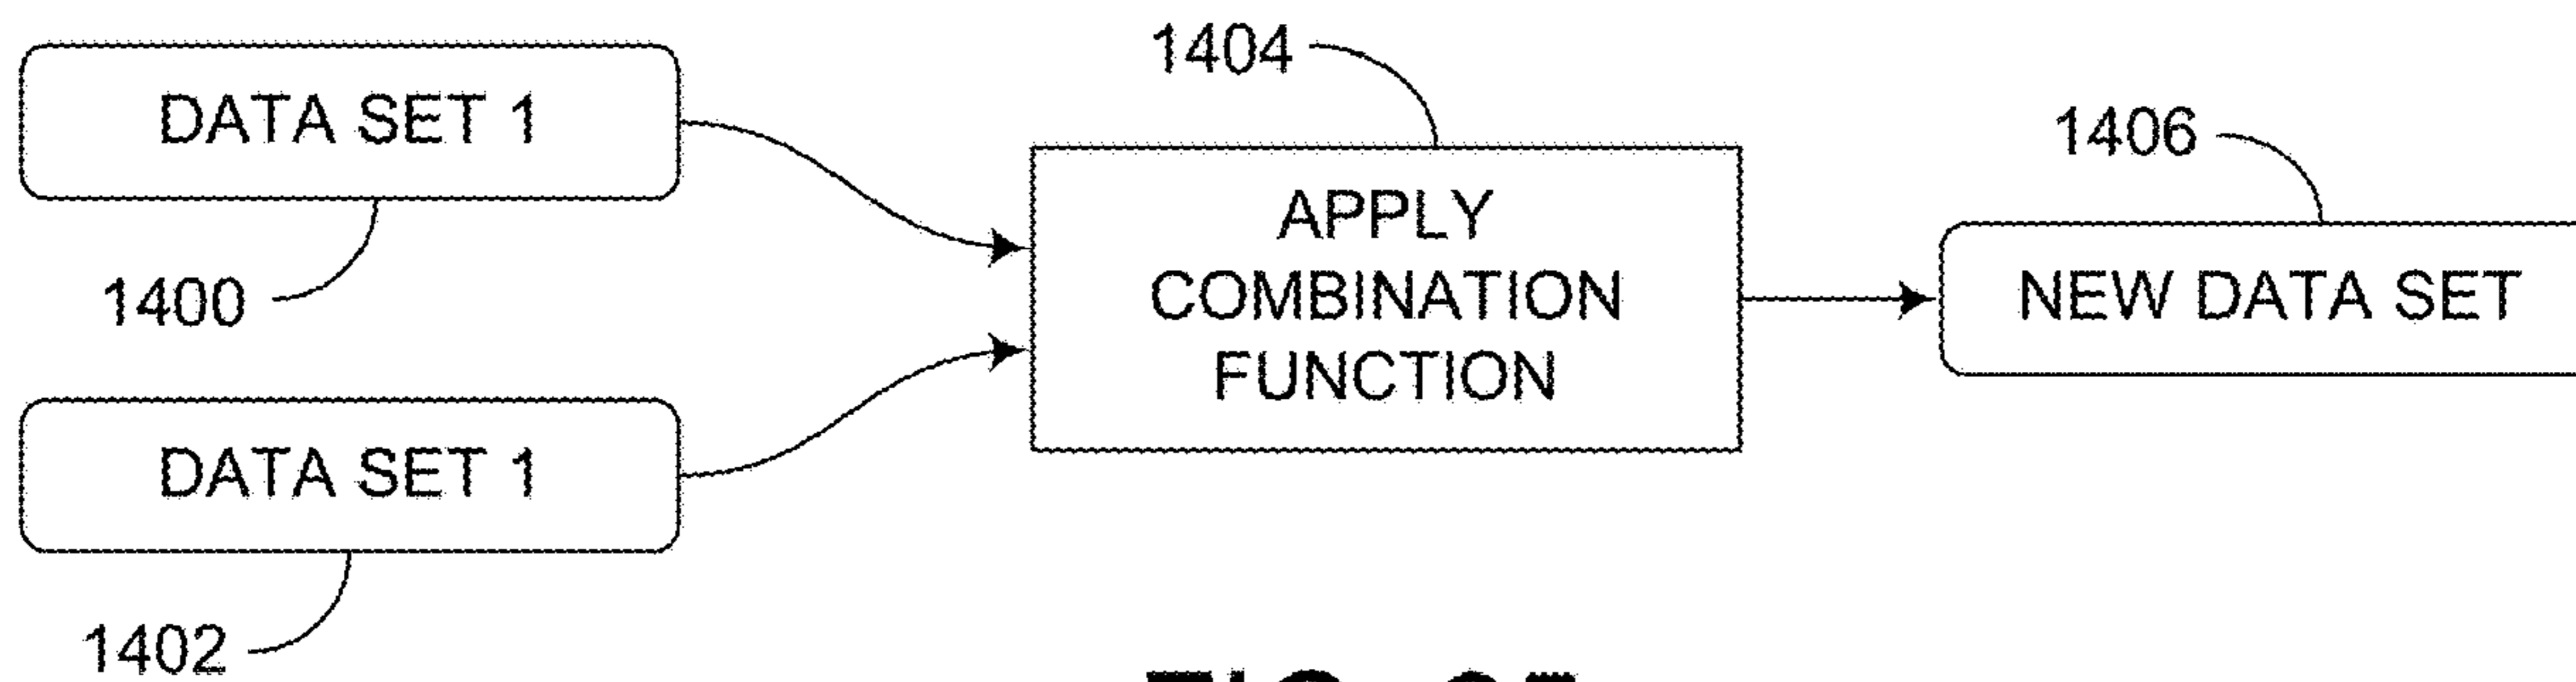 1404
DATA SET 1
1406
APPLY
COMBINATION
FUNCTION
1400
NEW DATA SET
DATA SET 1
1402